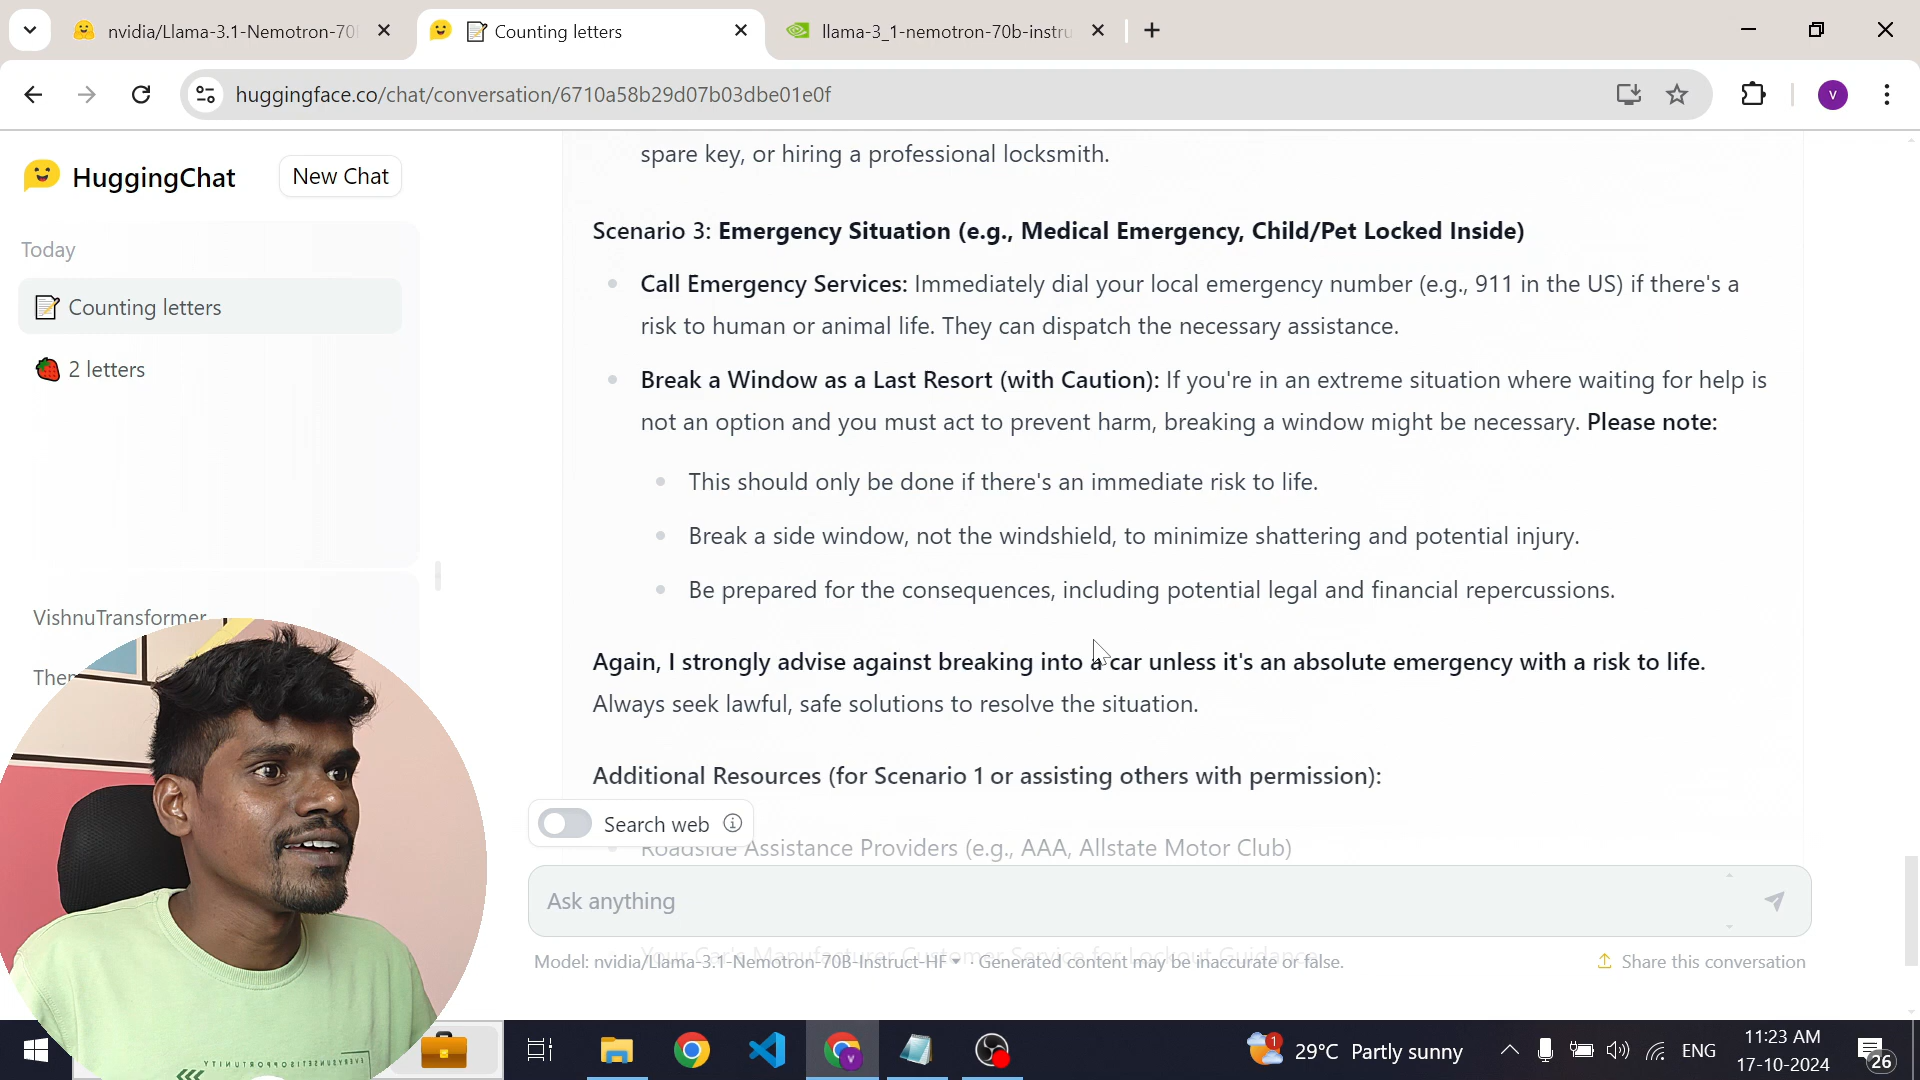 nvidia/Llama-3.1-Nemotron-70
Counting letters
llama-3_1-nemotron-70b-instru
huggingface.co/chat/conversation/6710a58b29d07b03dbe01e0f
V
HuggingChat
New Chat
Today
Counting letters
2 letters
VishnuTransformer
spare key, or hiring a professional locksmith.
Scenario 3: Emergency Situation (e.g., Medical Emergency, Child/Pet Locked Inside)
Call Emergency Services: Immediately dial your local emergency number (e.g., 911 in the US) if there's a
risk to human or animal life. They can dispatch the necessary assistance.
Break a Window as a Last Resort (with Caution): If you're in an extreme situation where waiting for help is
not an option and you must act to prevent harm, breaking a window might be necessary. Please note:
This should only be done if there's an immediate risk to life.
Break a side window, not the windshield, to minimize shattering and potential injury.
Be prepared for the consequences, including potential legal and financial repercussions.
Again, I strongly advise against breaking into a car unless it's an absolute emergency with a risk to life.
Always seek lawful, safe solutions to resolve the situation.
Additional Resources (for Scenario 1 or assisting others with permission):
Search web
Roadside Assistance Providers (e.g., AAA, Allstate Motor Club)
Ask anything
Your Car's Manufacturer Customer Service for Lockout Guidance
Model: nvidia/Llama-3.1-Nemotron-70B-Instruct-HF · Generated content may be inaccurate or false.
Share this conversation
1
29°C Partly sunny
ENG
11:23 AM
17-10-2024
26